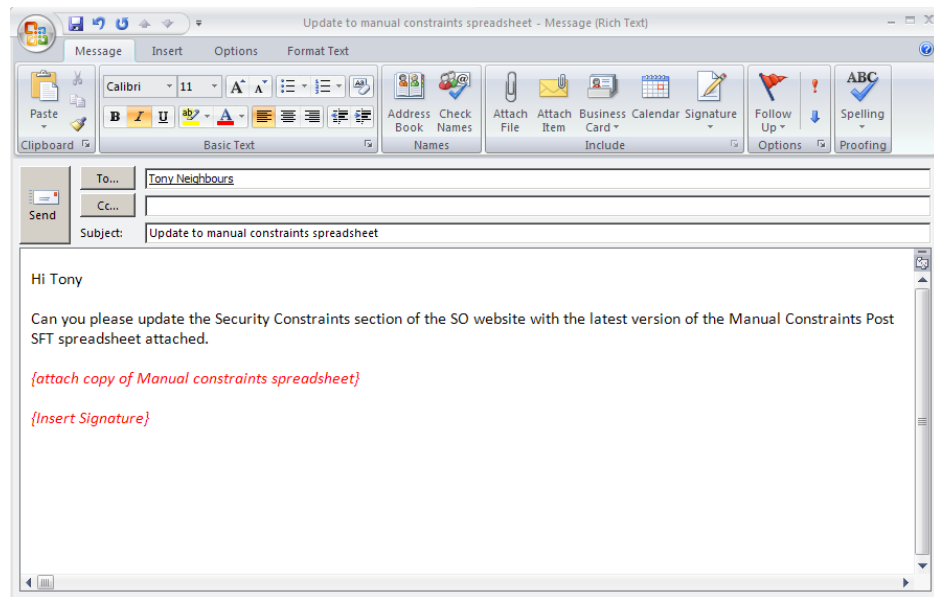 Update to manual constraints spreadsheet - Message (Rich Text)
Message Insert Options Format Text
Paste
Clipboard
Calibri 11 A A
B I U ab A
Basic Text
Address Book
Check Names
Names
Attach File
Attach Item
Business Card
Calendar
Signature
Include
Follow Up
Options
ABC
Spelling
Proofing
Send
To... Tony Neighbours
Cc...
Subject: Update to manual constraints spreadsheet
Hi Tony
Can you please update the Security Constraints section of the SO website with the latest version of the Manual Constraints Post
SFT spreadsheet attached.
{attach copy of Manual constraints spreadsheet}
{Insert Signature}